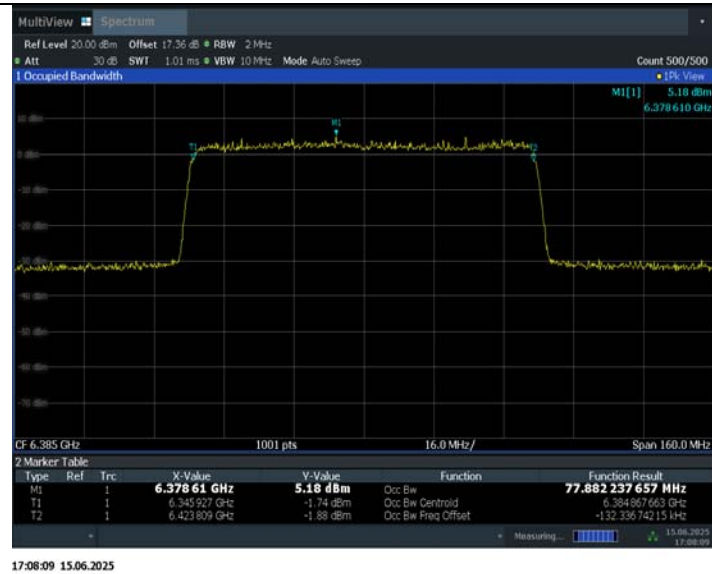 MultiView Spectrum
Ref Level 20.00 dBm Offset 17.36 dB RBW 2 MHz
Att 30 dB SWT 1.01 ms VBW 10 MHz Mode Auto Sweep Count 500/500
1 Occupied Bandwidth 1Pk View
M1[1] 5.18 dBm
6.378 610 GHz
10 dBm
M1
T1 T2
0 dBm
-10 dBm
-20 dBm
-30 dBm
-40 dBm
-50 dBm
-60 dBm
-70 dBm
CF 6.385 GHz 1001 pts 16.0 MHz/ Span 160.0 MHz
2 Marker Table
Type Ref Trc X-Value Y-Value Function Function Result
M1 1 6.378 61 GHz 5.18 dBm Occ Bw 77.882 237 657 MHz
T1 1 6.345 927 GHz -1.74 dBm Occ Bw Centroid 6.384 867 663 GHz
T2 1 6.423 809 GHz -1.88 dBm Occ Bw Freq Offset -132.336 742 15 kHz
Measuring... 15.06.2025
17:08:09
17:08:09 15.06.2025